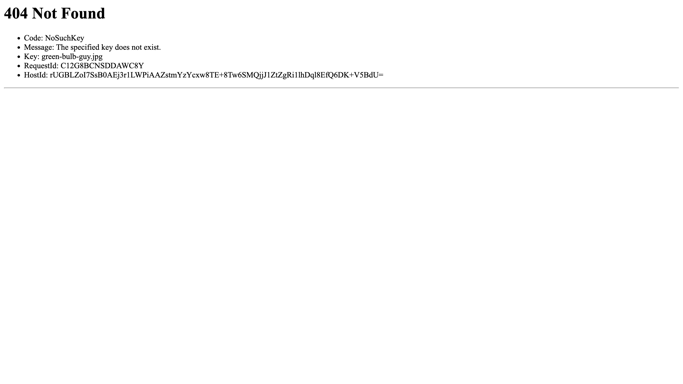 404 Not Found
Code: NoSuchKey
Message: The specified key does not exist.
Key: green-bulb-guy.jpg
RequestId: C12G8BCNSDDAWC8Y
HostId: rUGBLZoI7SsB0AEj3r1LWPiAAZstmYzYcxw8TE+8Tw6SMQjjJ1ZtZgRi1lhDql8EfQ6DK+V5BdU=